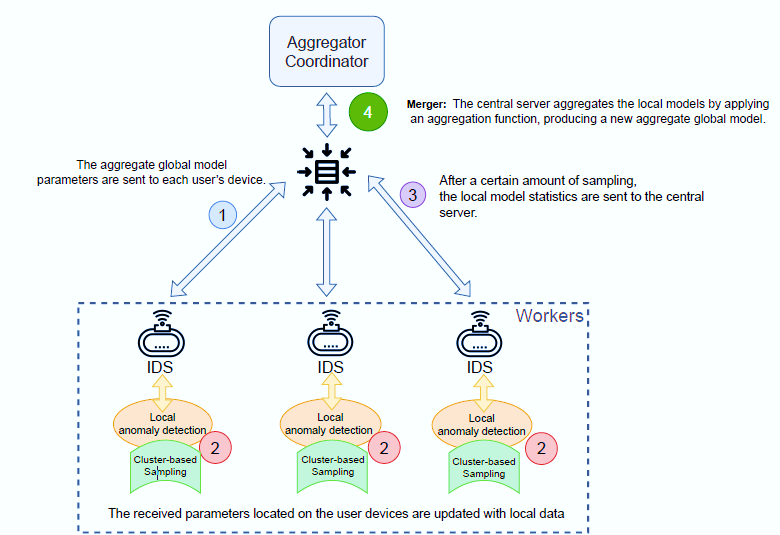 Aggregator
Coordinator
4
Merger: The central server aggregates the local models by applying
an aggregation function, producing a new aggregate global model.
The aggregate global model
parameters are sent to each user's device.
1
3
After a certain amount of sampling,
the local model statistics are sent to the central
server.
Workers
IDS
IDS
IDS
Local
anomaly detection
2
Cluster-based
Sampling
Local
anomaly detection
2
Cluster-based
Sampling
Local
anomaly detection
2
Cluster-based
Sampling
The received parameters located on the user devices are updated with local data